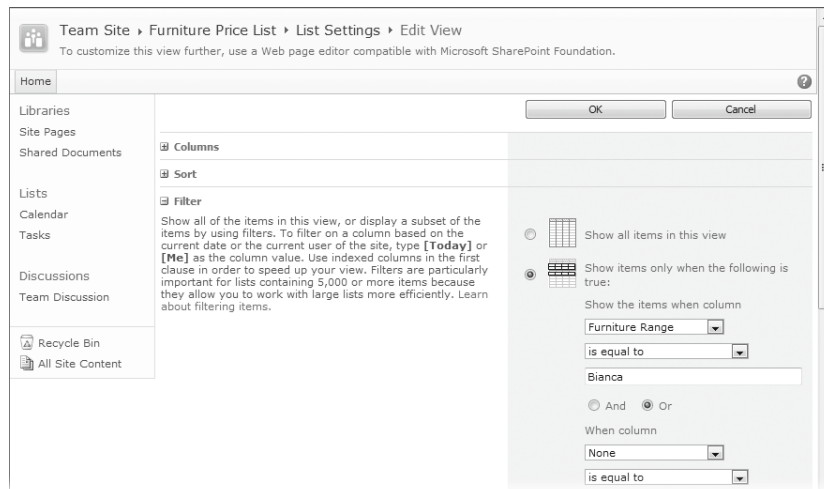 Team Site ▸ Furniture Price List ▸ List Settings ▸ Edit View
To customize this view further, use a Web page editor compatible with Microsoft SharePoint Foundation.
Home
Libraries
Site Pages
Shared Documents
Lists
Calendar
Tasks
Discussions
Team Discussion
Recycle Bin
All Site Content
OK
Cancel
Columns
Sort
Filter
Show all of the items in this view, or display a subset of the
items by using filters. To filter on a column based on the
current date or the current user of the site, type [Today] or
[Me] as the column value. Use indexed columns in the first
clause in order to speed up your view. Filters are particularly
important for lists containing 5,000 or more items because
they allow you to work with large lists more efficiently. Learn
about filtering items.
Show all items in this view
Show items only when the following is
true:
Show the items when column
Furniture Range
is equal to
Bianca
And Or
When column
None
is equal to